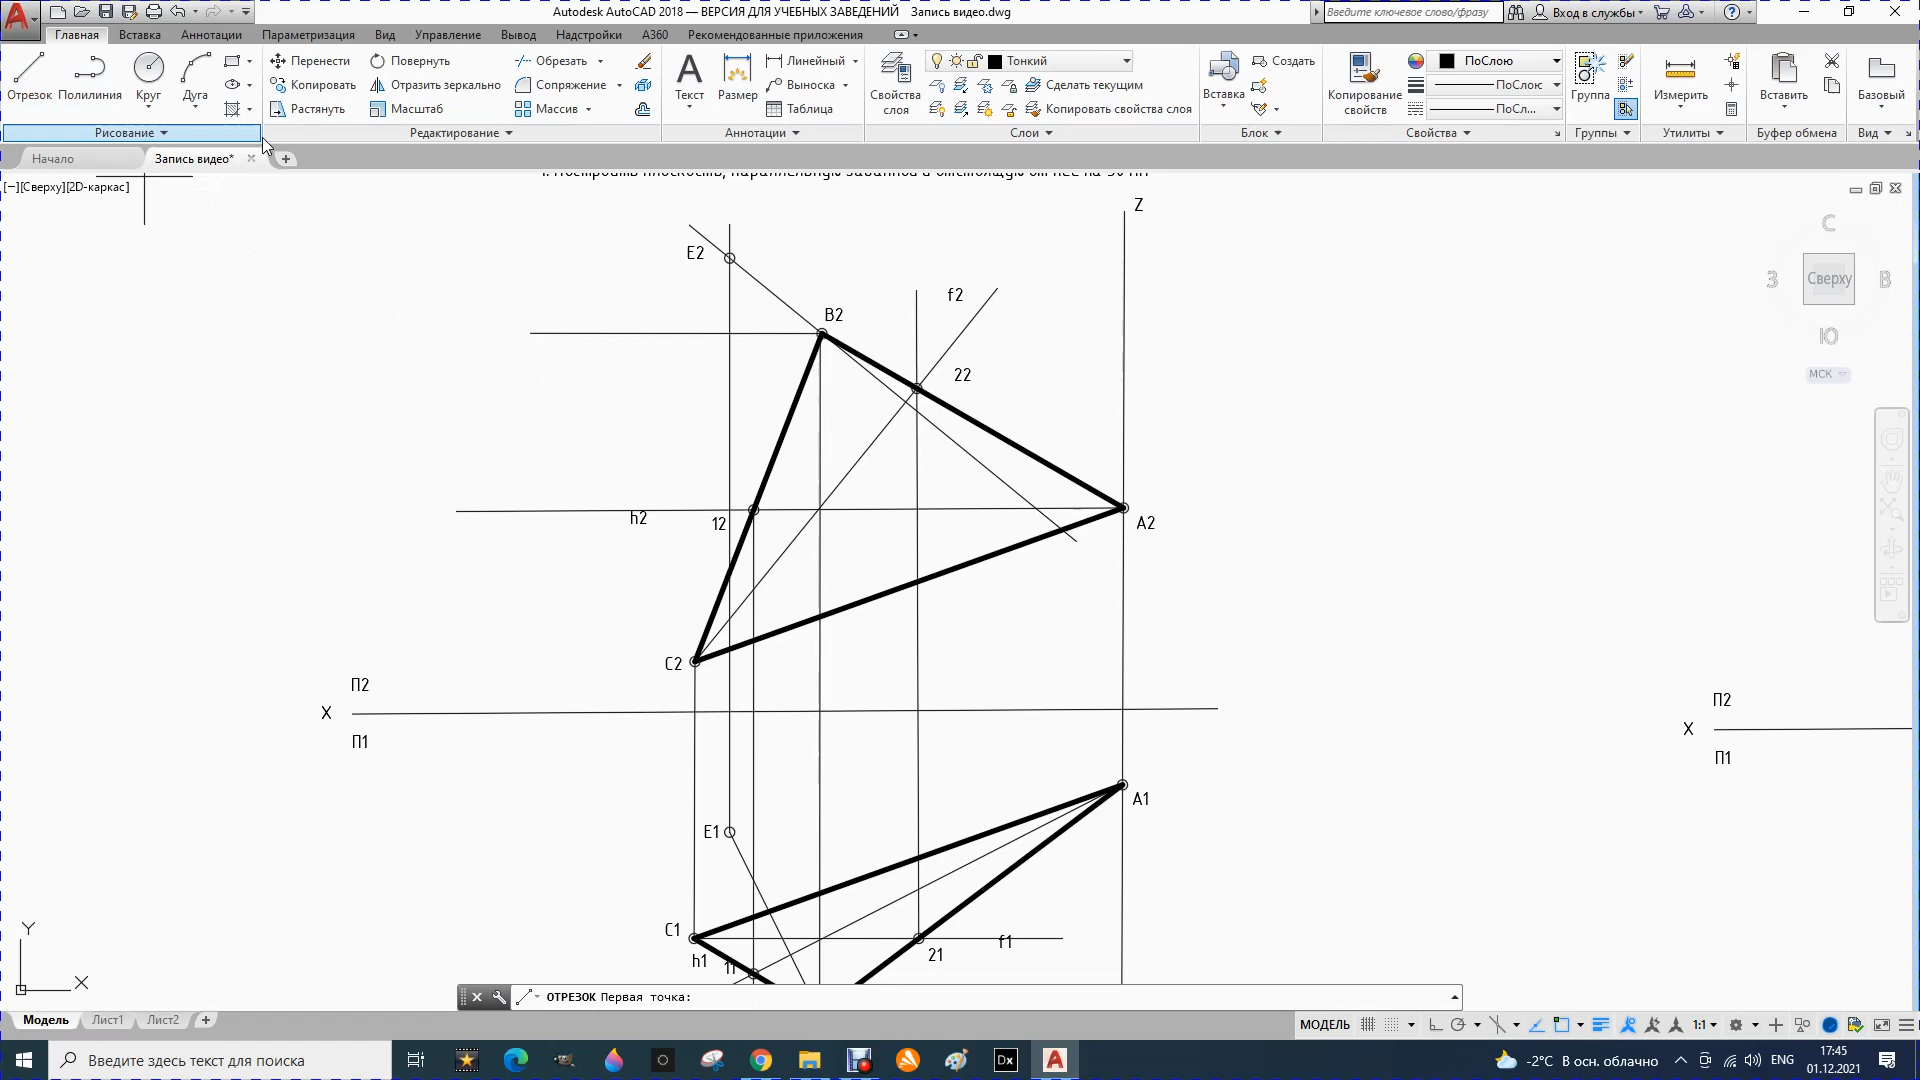 Autodesk AutoCAD 2018 — ВЕРСИЯ ДЛЯ УЧЕБНЫХ ЗАВЕДЕНИЙ Запись видео.dwg
Введите ключевое слово/фразу
Вход в службы
Главная Вставка Аннотации Параметризация Вид Управление Вывод Надстройки A360 Рекомендованные приложения
Отрезок Полилиния Круг Дуга
Рисование
Перенести Повернуть Обрезать
Копировать Отразить зеркально Сопряжение
Растянуть Масштаб Массив
Редактирование
Текст Размер
Линейный
Выноска
Таблица
Аннотации
Свойства слоя
Тонкий
Сделать текущим
Копировать свойства слоя
Слои
Вставка
Создать
Блок
Копирование свойств
ПоСлою
ПоСлою
ПоСл...
Свойства
Группа
Группы
Измерить
Утилиты
Вставить
Буфер обмена
Базовый
Вид
Начало Запись видео*
[−][Сверху][2D-каркас]
Z
E2
B2
f2
22
h2
12
A2
C2
П2
X
П1
A1
E1
C1
h1
11
21
f1
П2
X
П1
С
З
Сверху
В
Ю
МСК
Y
X
ОТРЕЗОК Первая точка:
Модель Лист1 Лист2
МОДЕЛЬ
1:1
Введите здесь текст для поиска
Dx
-2°C В осн. облачно
ENG
17:45
01.12.2021